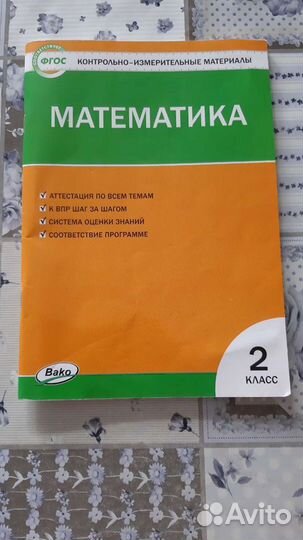 ФГОС
КОНТРОЛЬНО-ИЗМЕРИТЕЛЬНЫЕ МАТЕРИАЛЫ
МАТЕМАТИКА
АТТЕСТАЦИЯ ПО ВСЕМ ТЕМАМ
К ВПР ШАГ ЗА ШАГОМ
СИСТЕМА ОЦЕНКИ ЗНАНИЙ
СООТВЕТСТВИЕ ПРОГРАММЕ
Вако
2
КЛАСС
Avito